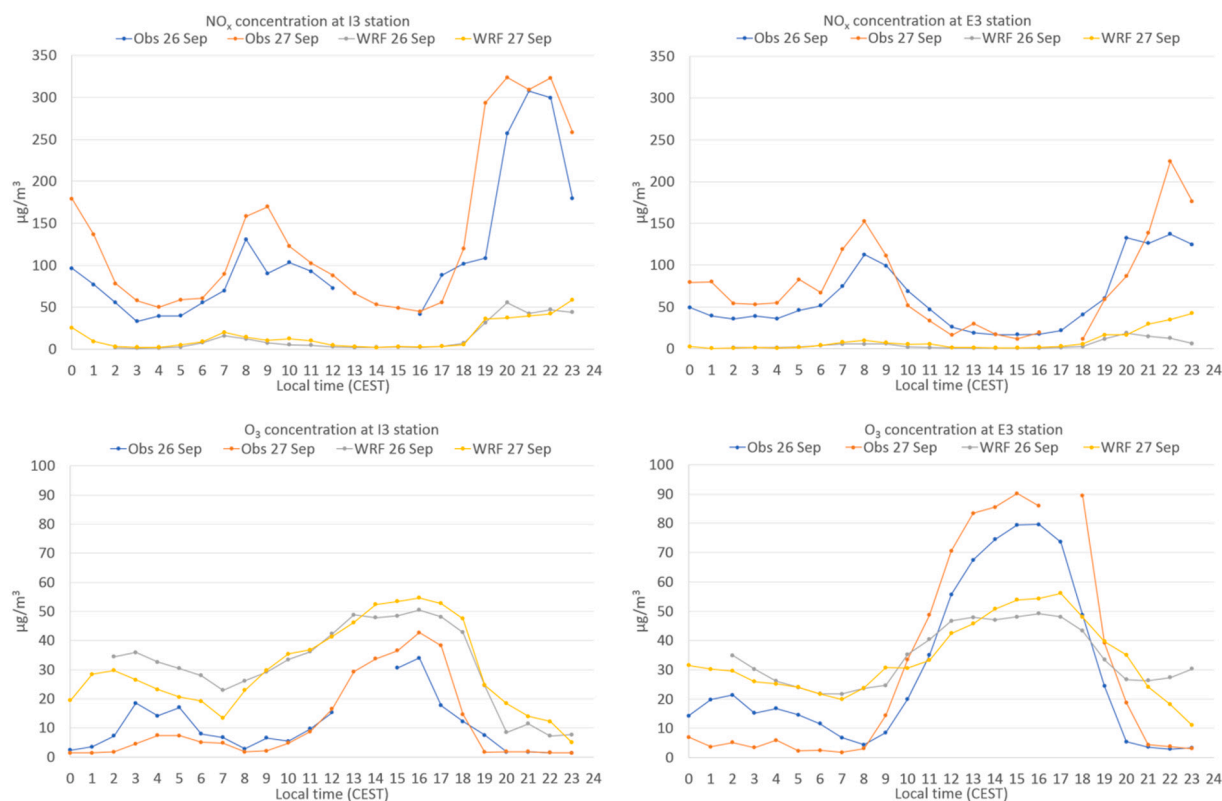 NOₓ concentration at I3 station
Obs 26 Sep Obs 27 Sep WRF 26 Sep WRF 27 Sep
350
300
250
200
150
100
50
0
µg/m³
0 1 2 3 4 5 6 7 8 9 10 11 12 13 14 15 16 17 18 19 20 21 22 23 24
Local time (CEST)
NOₓ concentration at E3 station
Obs 26 Sep Obs 27 Sep WRF 26 Sep WRF 27 Sep
350
300
250
200
150
100
50
0
µg/m³
0 1 2 3 4 5 6 7 8 9 10 11 12 13 14 15 16 17 18 19 20 21 22 23 24
Local time (CEST)
O₃ concentration at I3 station
Obs 26 Sep Obs 27 Sep WRF 26 Sep WRF 27 Sep
100
90
80
70
60
50
40
30
20
10
0
µg/m³
0 1 2 3 4 5 6 7 8 9 10 11 12 13 14 15 16 17 18 19 20 21 22 23 24
Local time (CEST)
O₃ concentration at E3 station
Obs 26 Sep Obs 27 Sep WRF 26 Sep WRF 27 Sep
100
90
80
70
60
50
40
30
20
10
0
µg/m³
0 1 2 3 4 5 6 7 8 9 10 11 12 13 14 15 16 17 18 19 20 21 22 23 24
Local time (CEST)